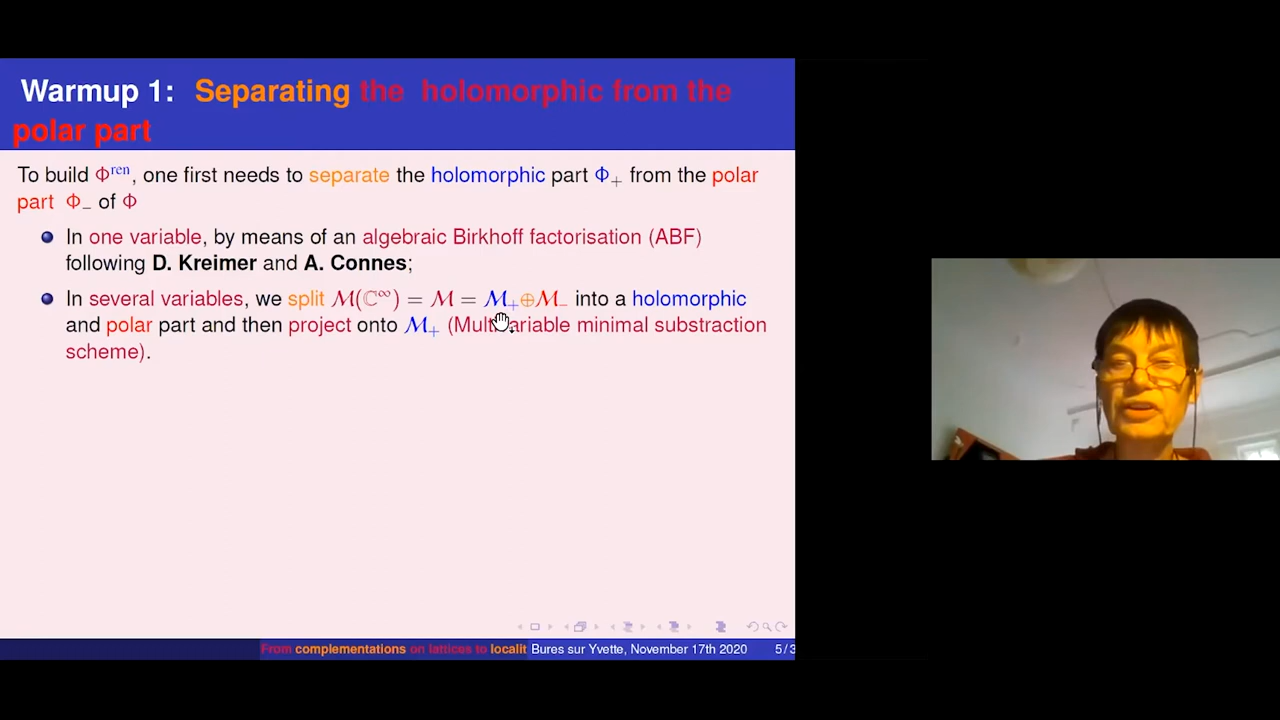 Warmup 1: Separating the holomorphic from the
polar part
To build Φ^ren, one first needs to separate the holomorphic part Φ₊ from the polar
part Φ₋ of Φ
In one variable, by means of an algebraic Birkhoff factorisation (ABF)
following D. Kreimer and A. Connes;
In several variables, we split ℳ(ℂ^∞) = ℳ = ℳ₊⊕ℳ₋ into a holomorphic
and polar part and then project onto ℳ₊ (Multivariable minimal substraction
scheme).
From complementations on lattices to localit Bures sur Yvette, November 17th 2020 5/3